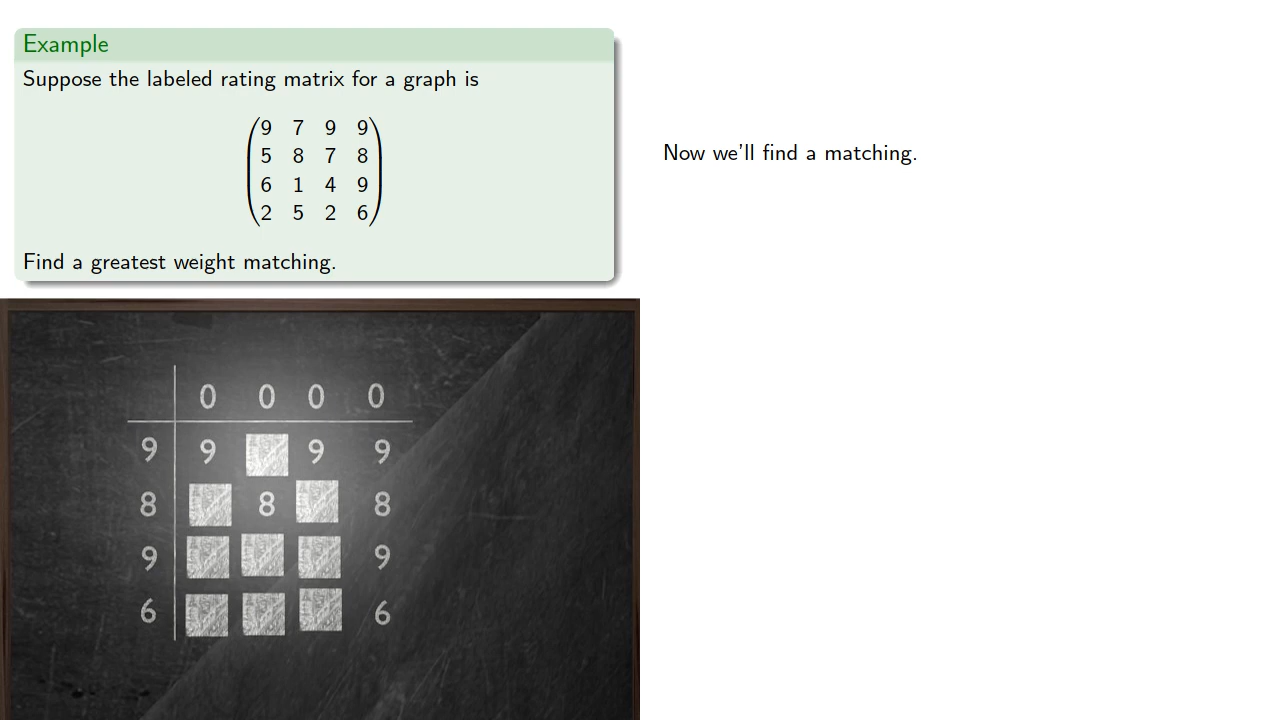 Example
Suppose the labeled rating matrix for a graph is
9 7 9 9
5 8 7 8
6 1 4 9
2 5 2 6
Find a greatest weight matching.
Now we'll find a matching.
0 0 0 0
9 9 9 9
8 8 8
9 9
6 6